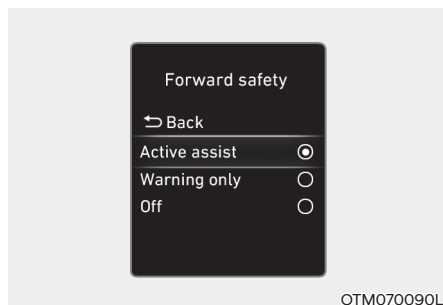 Forward safety
Back
Active assist
Warning only
Off
OTM070090L